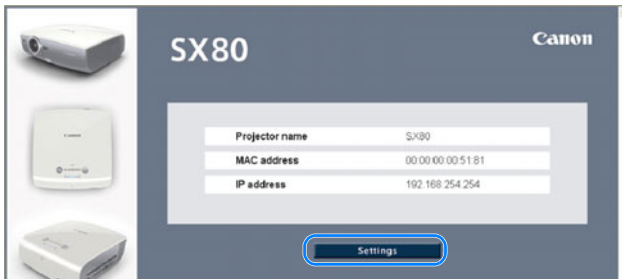 SX80
Canon
Projector name SX80
MAC address 00:00:00:00:51:81
IP address 192.168.254.254
Settings